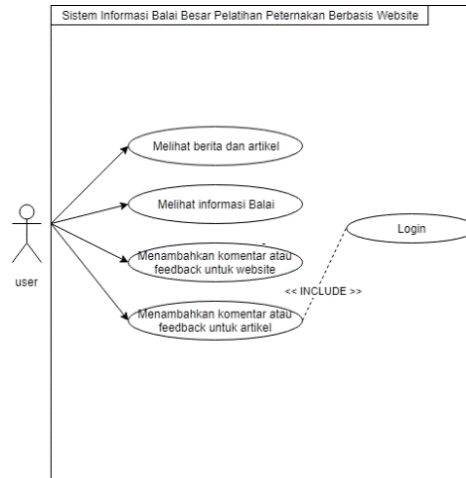 Sistem Informasi Balai Besar Pelatihan Peternakan Berbasis Website
Melihat berita dan artikel
Melihat informasi Balai
Login
Menambahkan komentar atau
feedback untuk website
user
<< INCLUDE >>
Menambahkan komentar atau
feedback untuk artikel